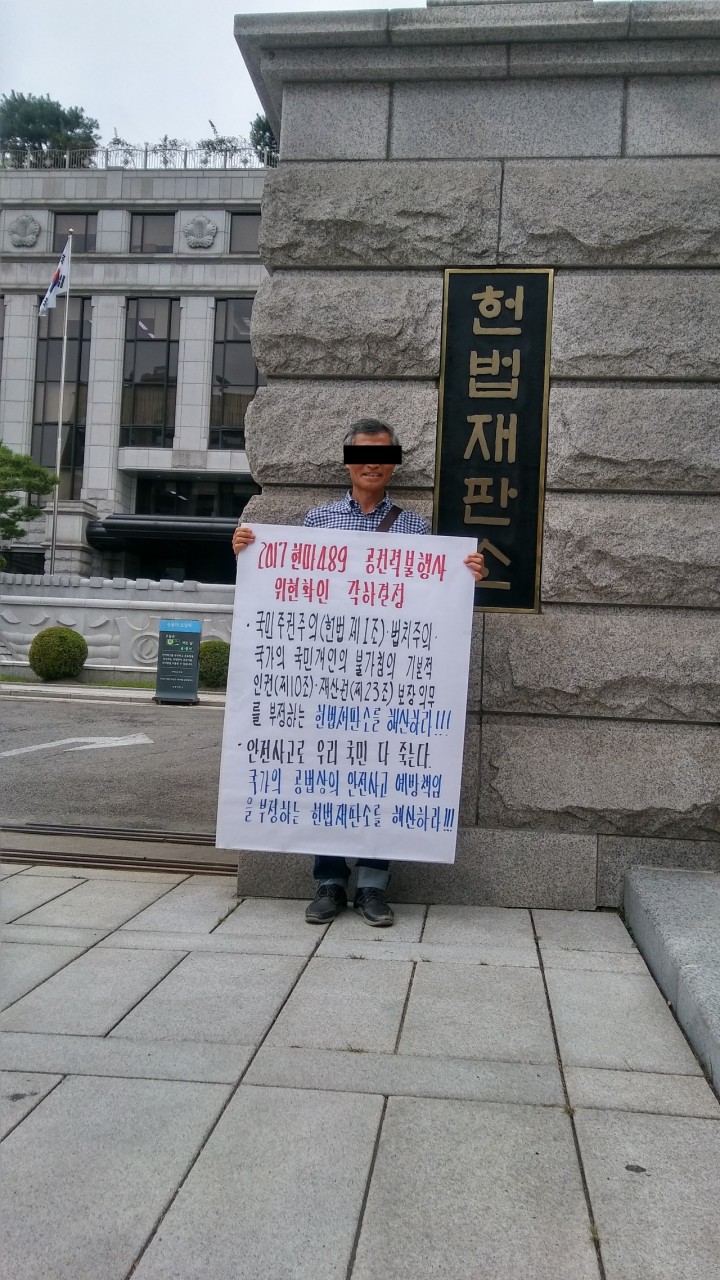 헌법재판소
2017헌마489 공권력불행사
위헌확인 각하결정
· 국민주권주의(헌법 제1조)·법치주의·
국가의 국민개인의 불가침의 기본적
인권(제10조)·재산권(제23조) 보장의무
를 부정하는 헌법재판소를 해산하라!!!
· 안전사고로 우리 국민 다 죽는다.
국가의 공법상의 안전사고 예방책임
을 부정하는 헌법재판소를 해산하라!!!